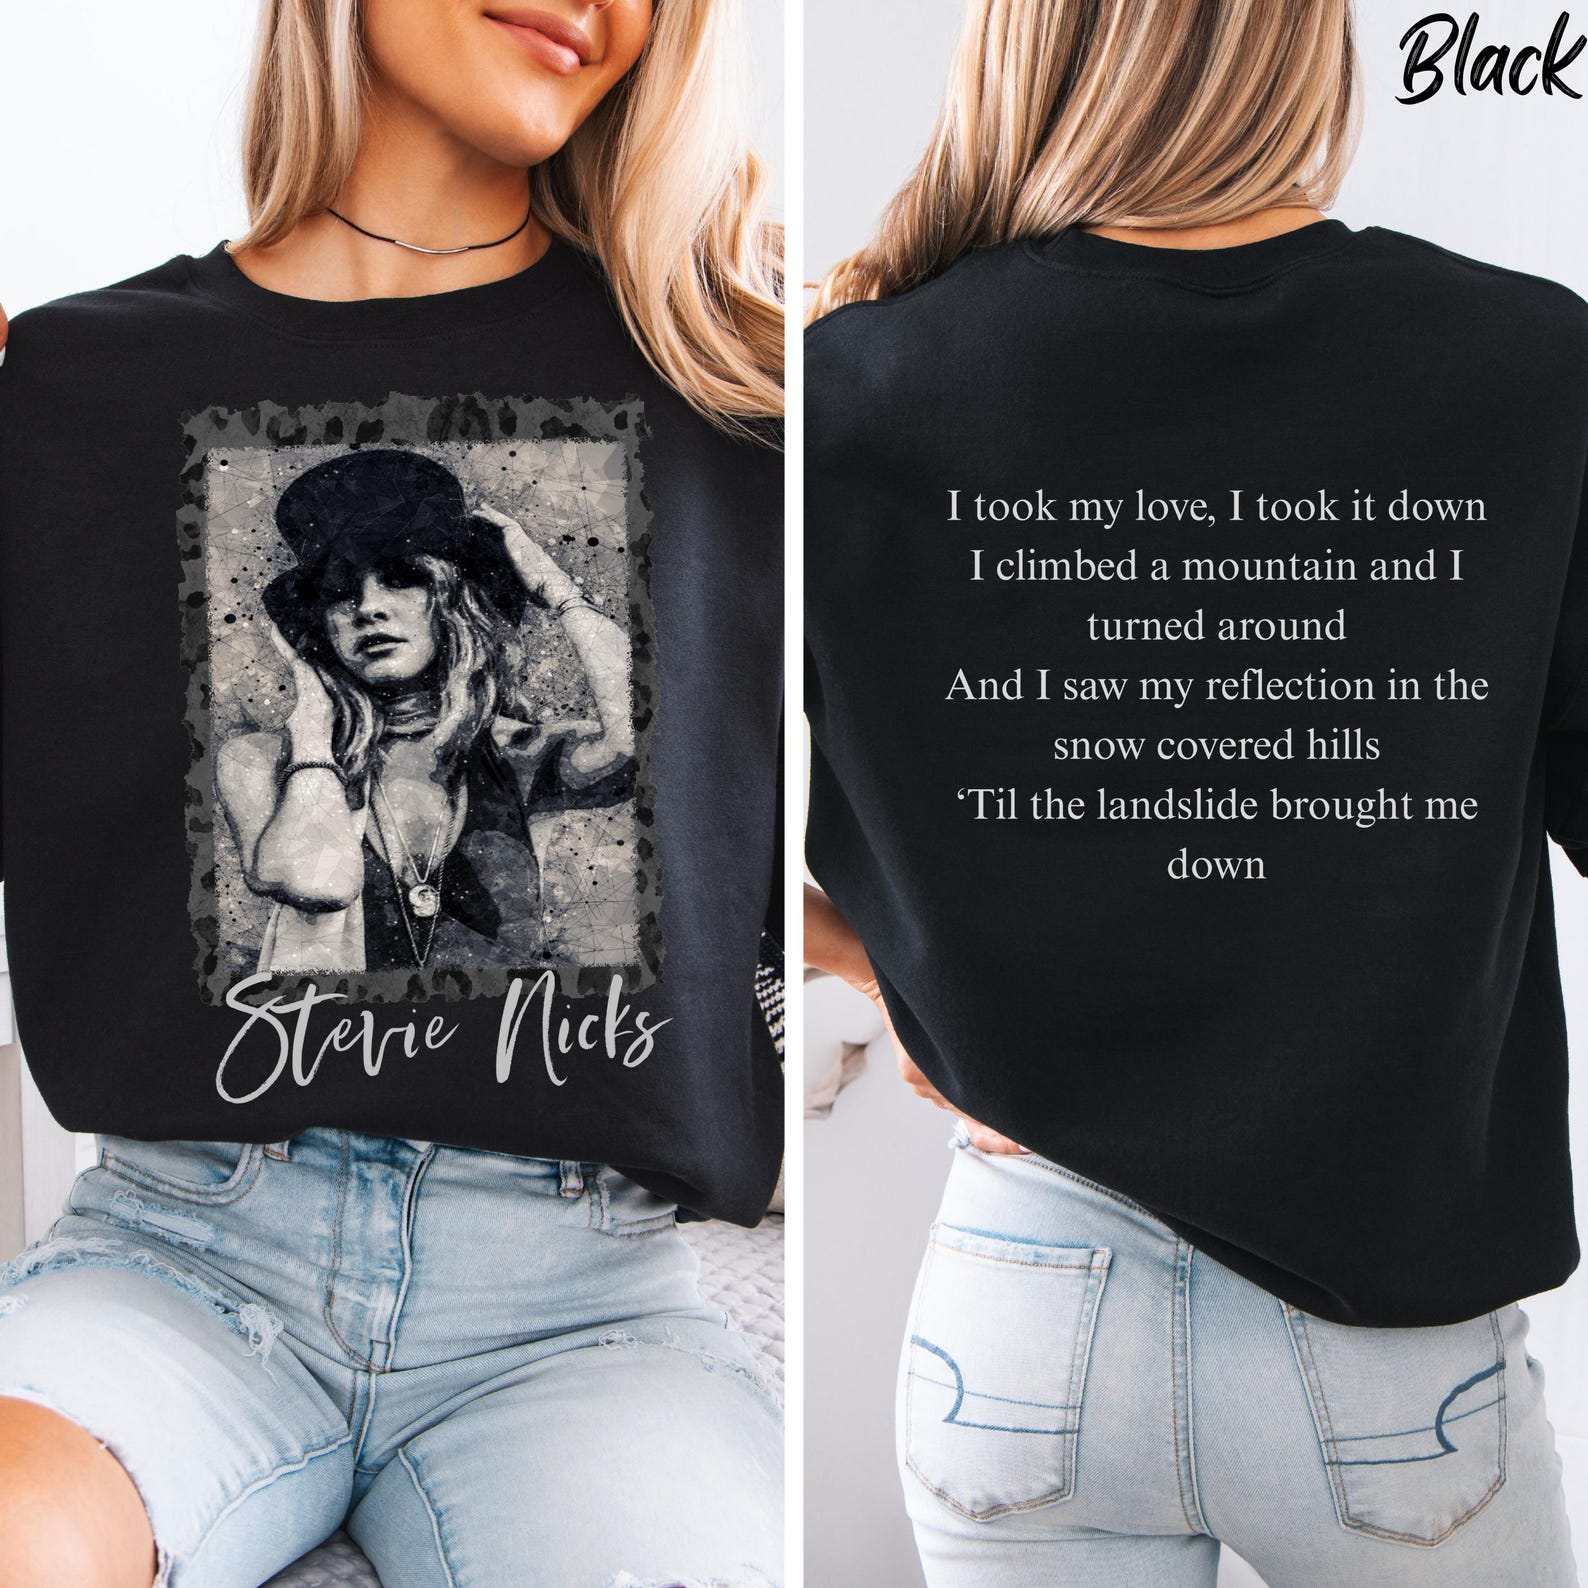 Black
Stevie Nicks
I took my love, I took it down
I climbed a mountain and I
turned around
And I saw my reflection in the
snow covered hills
‘Til the landslide brought me
down